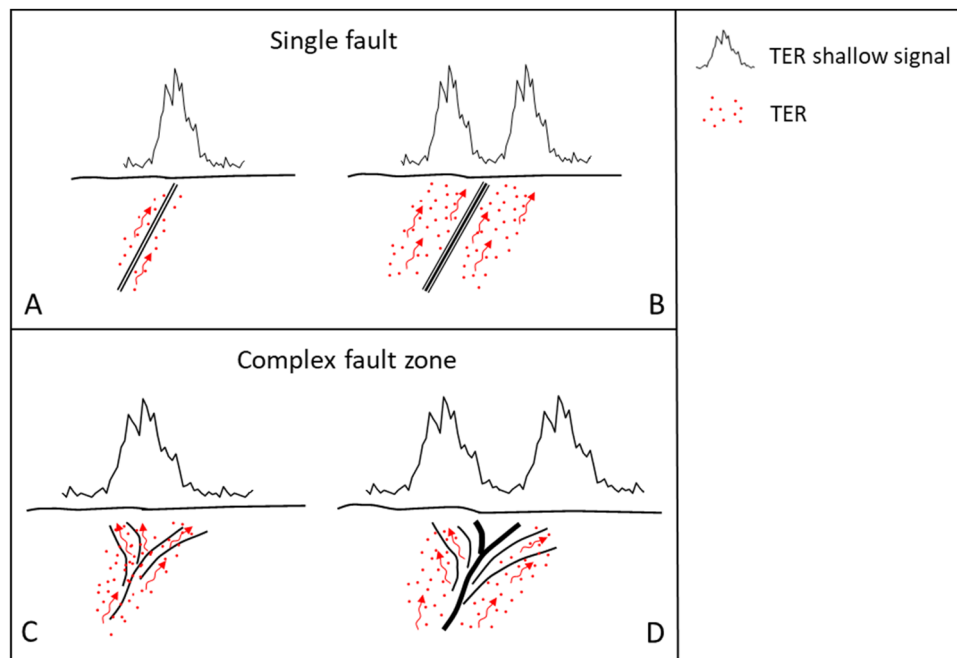 Single fault
A
B
Complex fault zone
C
D
TER shallow signal
TER